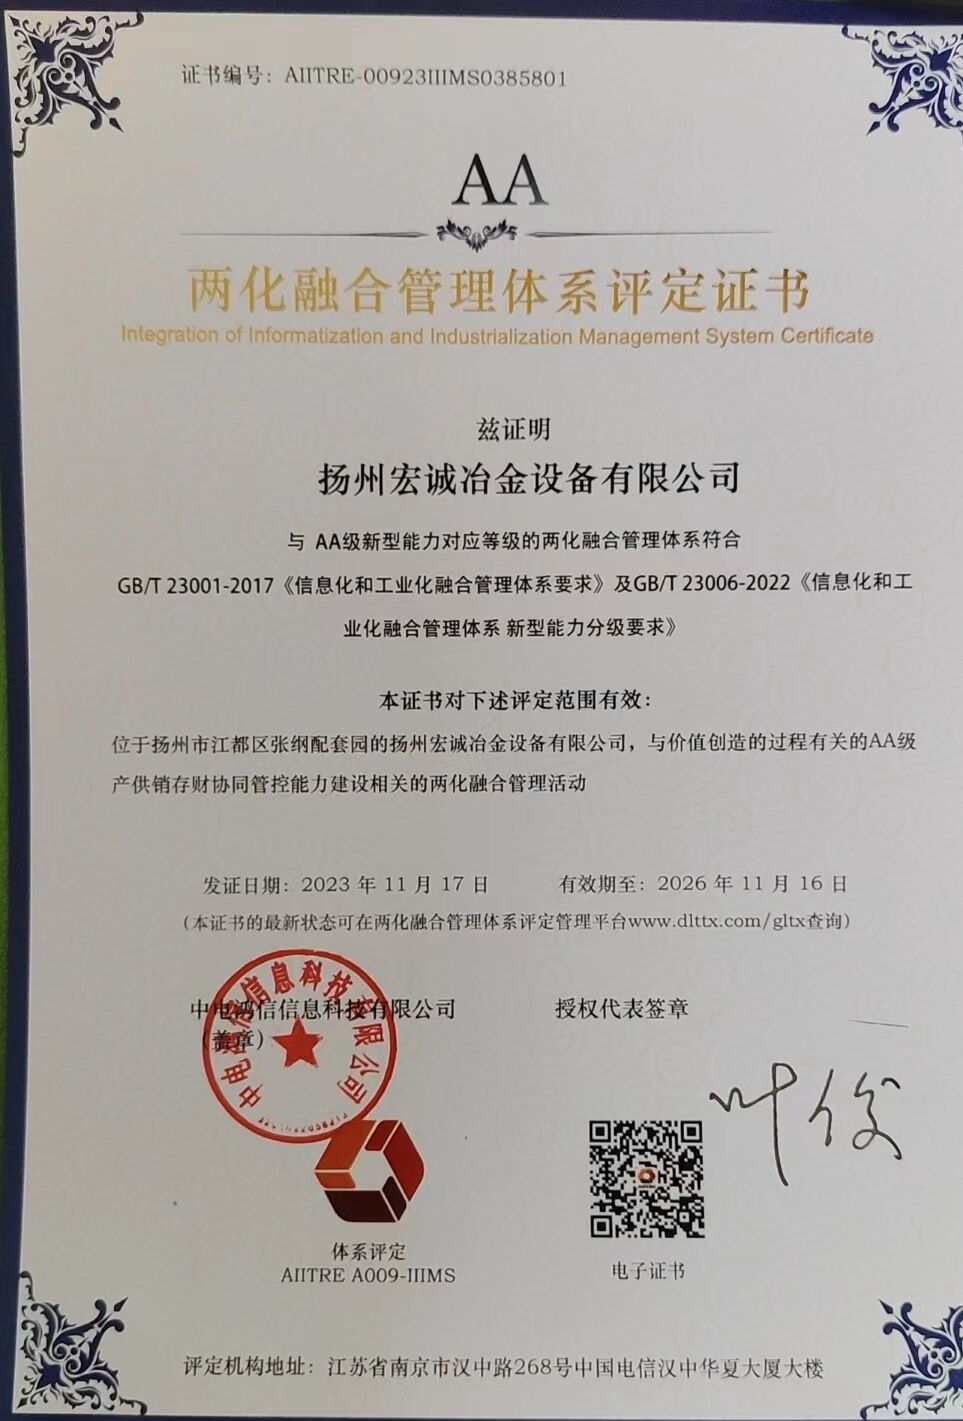 证书编号：AIITRE-00923IIIMS0385801
AA
两化融合管理体系评定证书
Integration of Informatization and Industrialization Management System Certificate
兹证明
扬州宏诚冶金设备有限公司
与 AA级新型能力对应等级的两化融合管理体系符合
GB/T 23001-2017《信息化和工业化融合管理体系要求》及GB/T 23006-2022《信息化和工
业化融合管理体系 新型能力分级要求》
本证书对下述评定范围有效：
位于扬州市江都区张纲配套园的扬州宏诚冶金设备有限公司，与价值创造的过程有关的AA级
产供销存财协同管控能力建设相关的两化融合管理活动
发证日期：2023 年 11 月 17 日 有效期至：2026 年 11 月 16 日
（本证书的最新状态可在两化融合管理体系评定管理平台www.dlttx.com/gltx查询）
中电鸿信信息科技有限公司 授权代表签章
（盖章）
中电鸿信信息科技有限公司
叶俊
体系评定
AIITRE A009-IIIMS
电子证书
评定机构地址：江苏省南京市汉中路268号中国电信汉中华夏大厦大楼